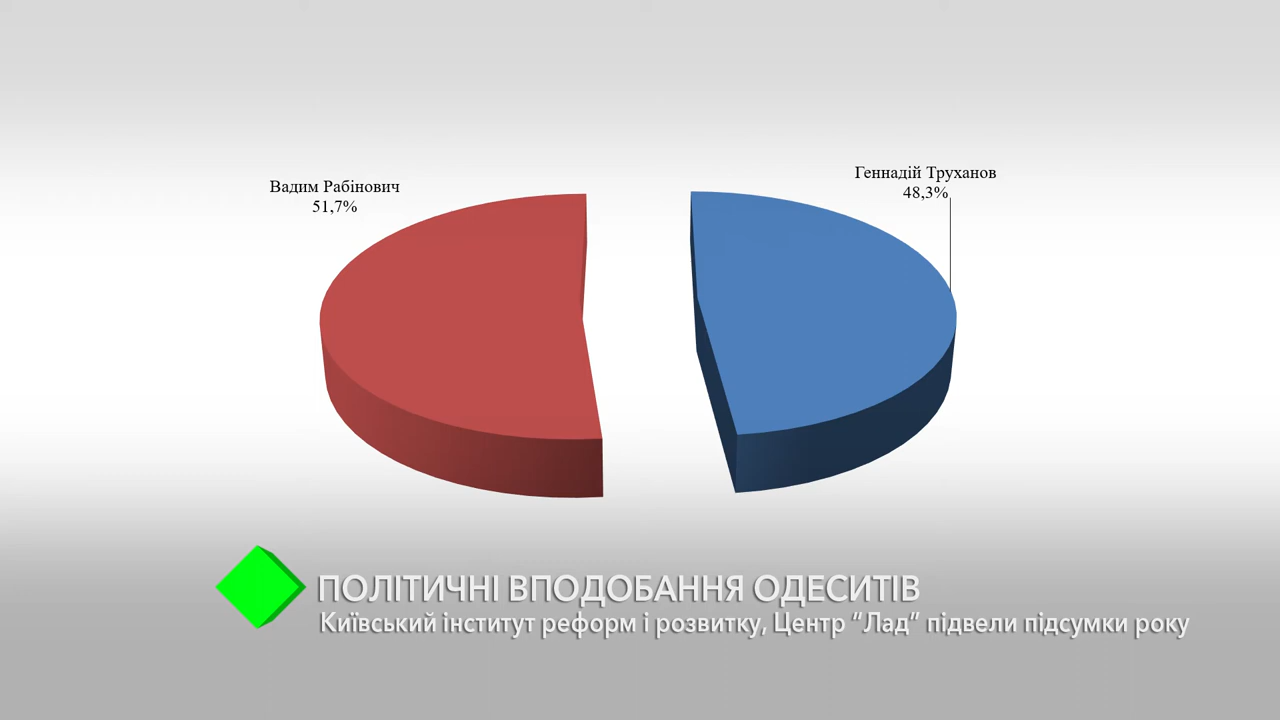 Вадим Рабінович
51,7%
Геннадій Труханов
48,3%
ПОЛІТИЧНІ ВПОДОБАННЯ ОДЕСИТІВ
Київський інститут реформ і розвитку, Центр “Лад” підвели підсумки року